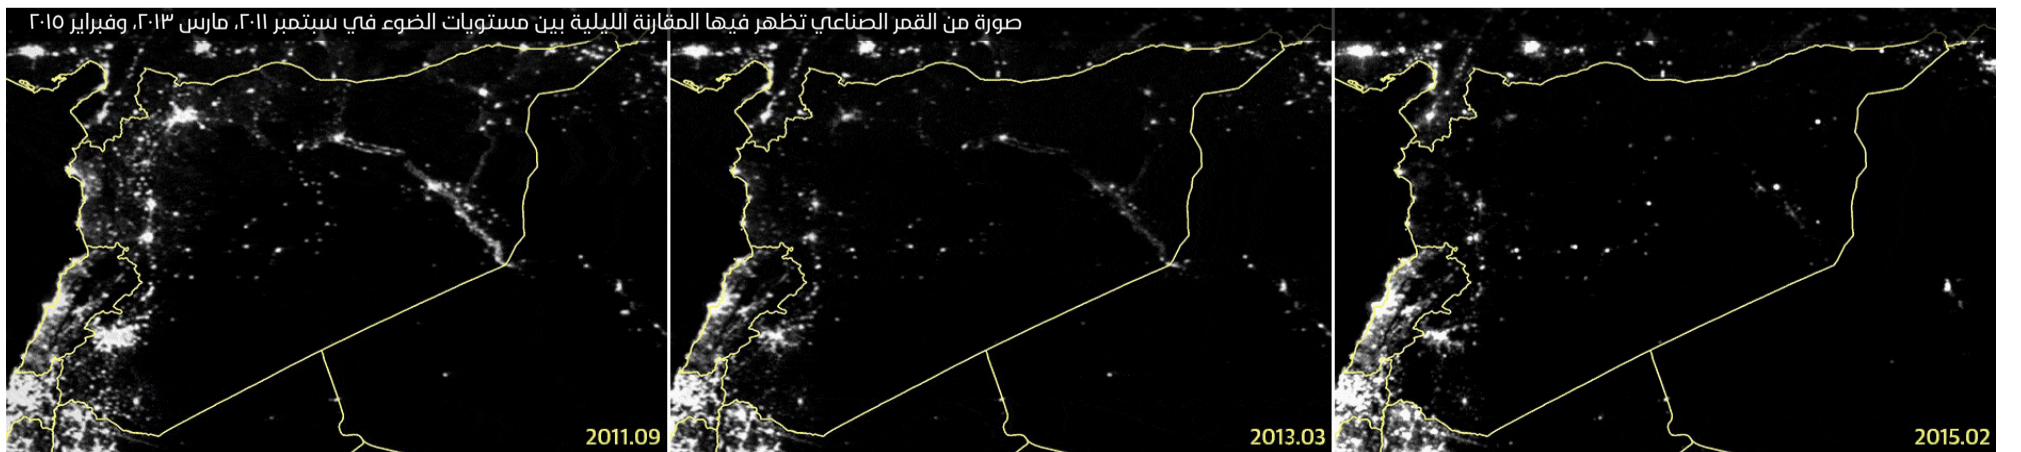 صورة من القمر الصناعي تظهر فيها المقارنة الليلية بين مستويات الضوء في سبتمبر ٢٠١١، مارس ٢٠١٣، وفبراير ٢٠١٥
2011.09
2013.03
2015.02